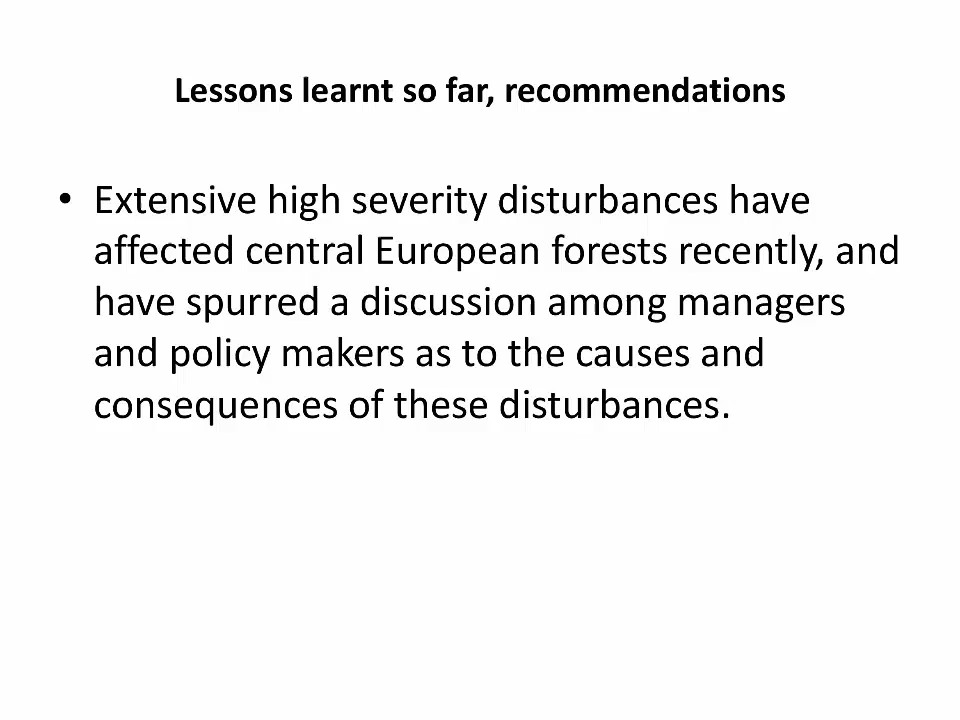 Lessons learnt so far, recommendations
• Extensive high severity disturbances have
affected central European forests recently, and
have spurred a discussion among managers
and policy makers as to the causes and
consequences of these disturbances.